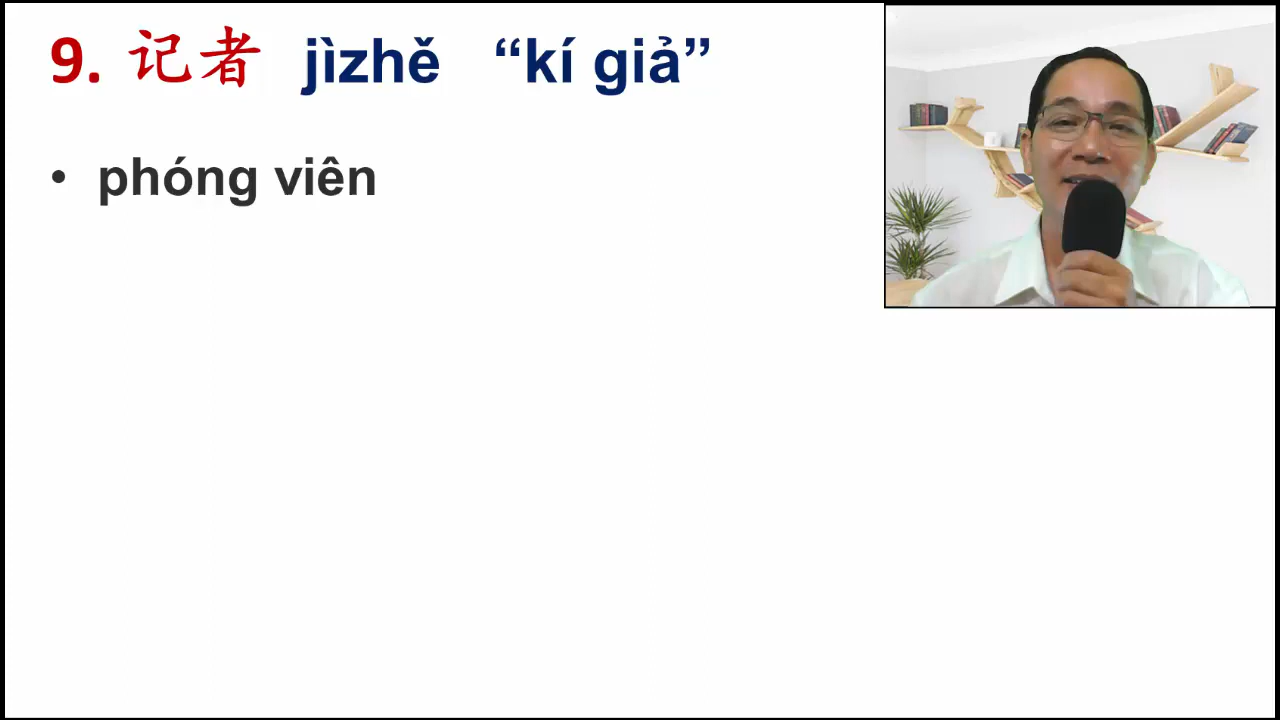 9. 记者 jìzhě “kí giả”
• phóng viên